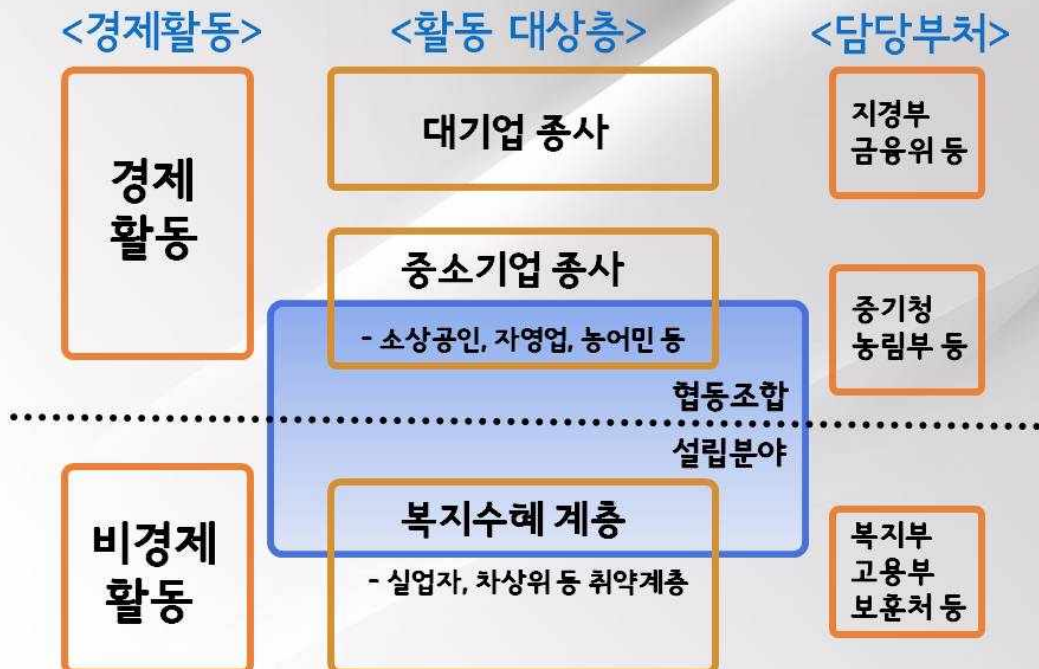 <경제활동>
<활동 대상층>
<담당부처>
경제
활동
대기업 종사
지경부
금융위 등
중소기업 종사
- 소상공인, 자영업, 농어민 등
중기청
농림부 등
협동조합
설립분야
비경제
활동
복지수혜 계층
- 실업자, 차상위 등 취약계층
복지부
고용부
보훈처 등